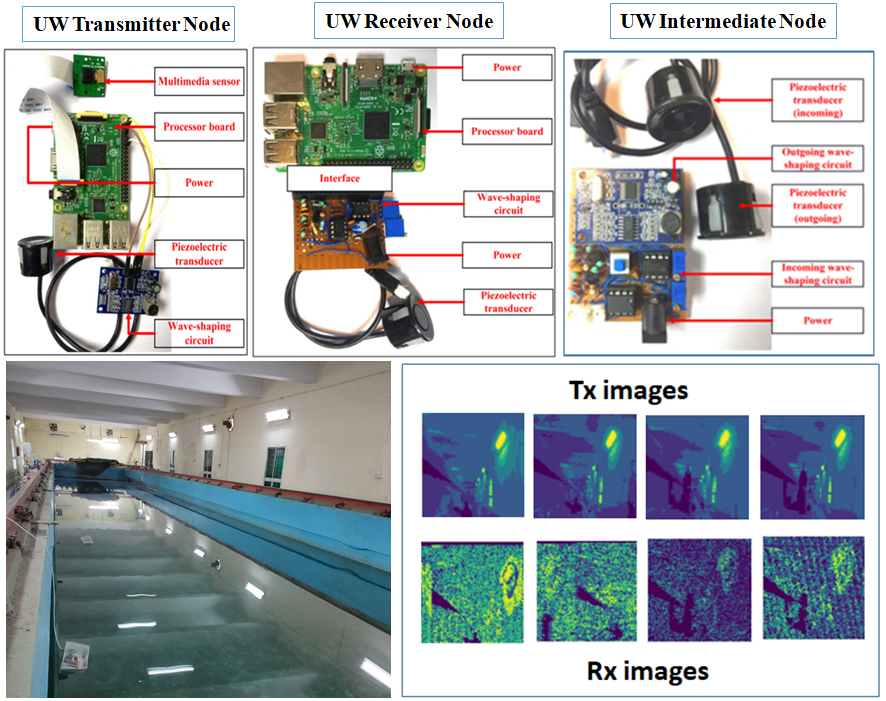 UW Transmitter Node
UW Receiver Node
UW Intermediate Node
Multimedia sensor
Processor board
Power
Piezoelectric
transducer
Wave-shaping
circuit
Power
Processor board
Interface
Wave-shaping
circuit
Power
Piezoelectric
transducer
Piezoelectric
transducer
(incoming)
Outgoing wave-
shaping circuit
Piezoelectric
transducer
(outgoing)
Incoming wave-
shaping circuit
Power
Tx images
Rx images